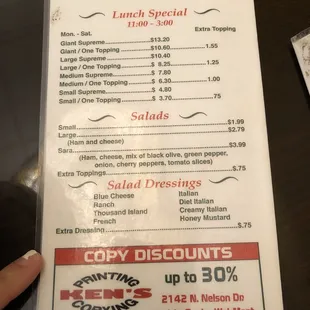 Lunch Special
11:00 - 3:00
Mon. - Sat. Extra Topping
Giant Supreme $13.20
Giant / One Topping $10.60 1.55
Large Supreme $10.40
Large / One Topping $ 8.25 1.25
Medium Supreme $ 7.80
Medium / One Topping $ 6.30 1.00
Small Supreme $ 4.80
Small / One Topping $ 3.70 .75
Salads
Small $1.99
Large $2.79
(Ham and cheese)
Sara $3.99
(Ham, cheese, mix of black olive, green pepper,
onion, cherry peppers, tomato slices)
Extra Toppings $.75
Salad Dressings
Blue Cheese Italian
Ranch Diet Italian
Thousand Island Creamy Italian
French Honey Mustard
Extra Dressing $.75
COPY DISCOUNTS
PRINTING
KEN'S
COPYING
up to 30%
2142 N. Nelson Dr